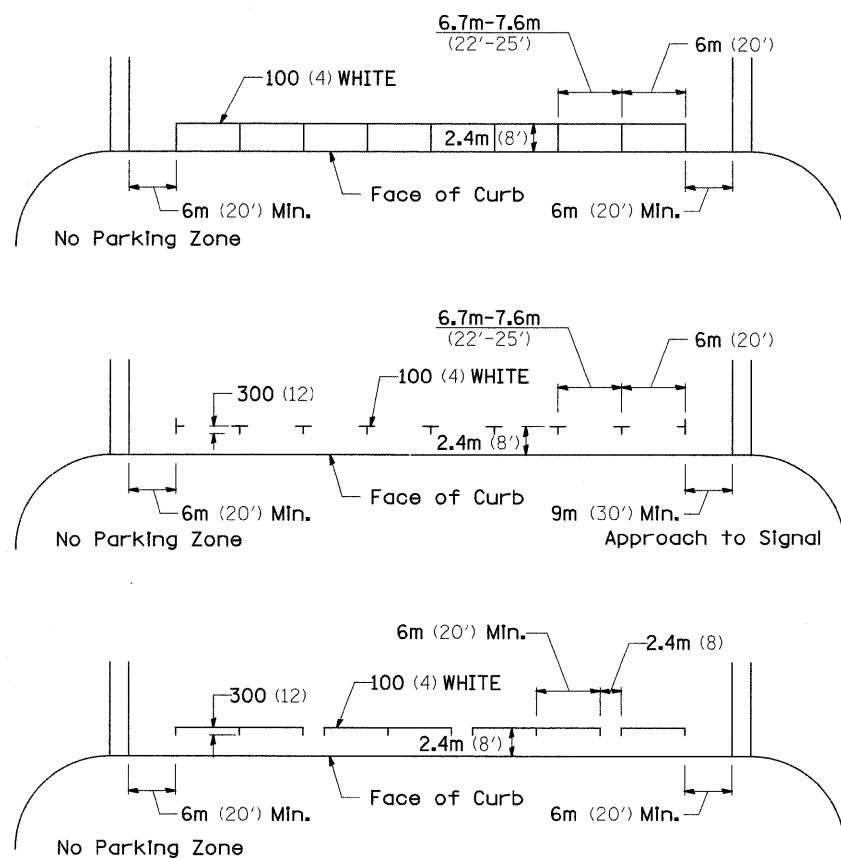 6.7m-7.6m
(22'-25')
6m (20')
100 (4) WHITE
2.4m (8')
Face of Curb
6m (20') Min.
6m (20') Min.
No Parking Zone
6.7m-7.6m
(22'-25')
6m (20')
300 (12)
100 (4) WHITE
2.4m (8')
Face of Curb
6m (20') Min.
9m (30') Min.
No Parking Zone
Approach to Signal
6m (20') Min.
2.4m (8)
300 (12)
100 (4) WHITE
2.4m (8')
Face of Curb
6m (20') Min.
6m (20') Min.
No Parking Zone